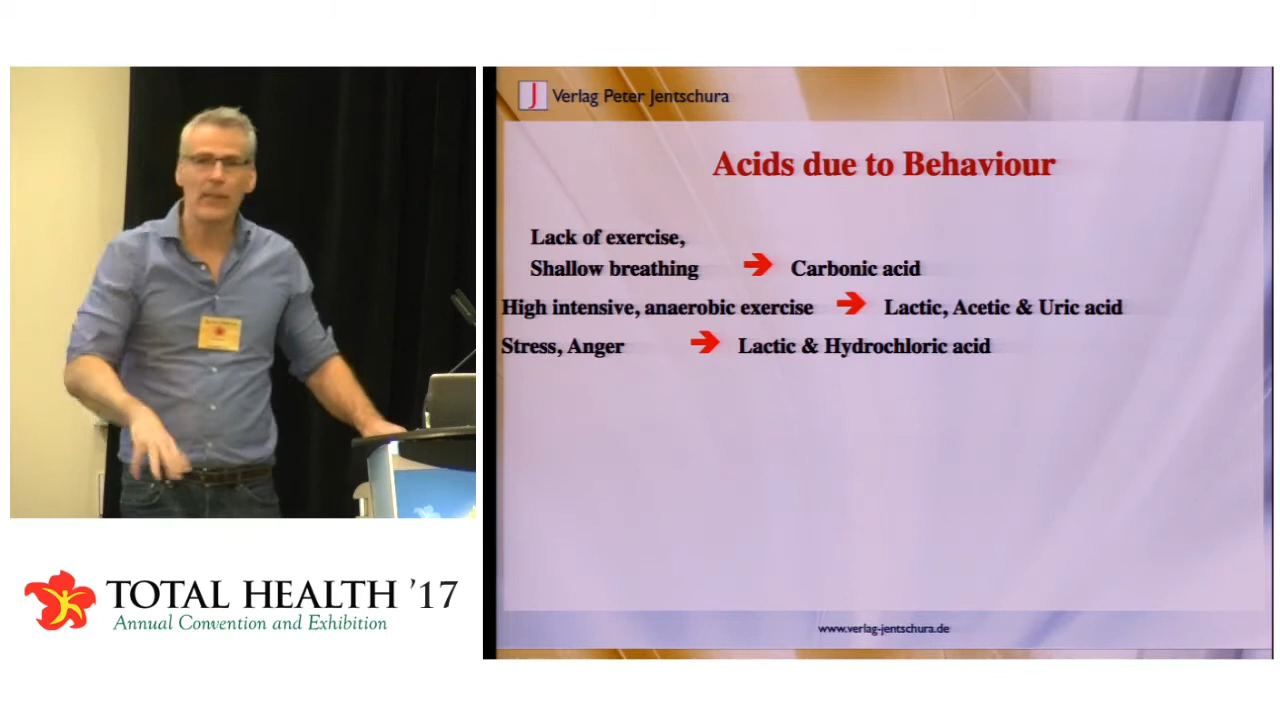 J Verlag Peter Jentschura
Acids due to Behaviour
Lack of exercise,
Shallow breathing ➔ Carbonic acid
High intensive, anaerobic exercise ➔ Lactic, Acetic & Uric acid
Stress, Anger ➔ Lactic & Hydrochloric acid
www.verlag-jentschura.de
TOTAL HEALTH ’17
Annual Convention and Exhibition